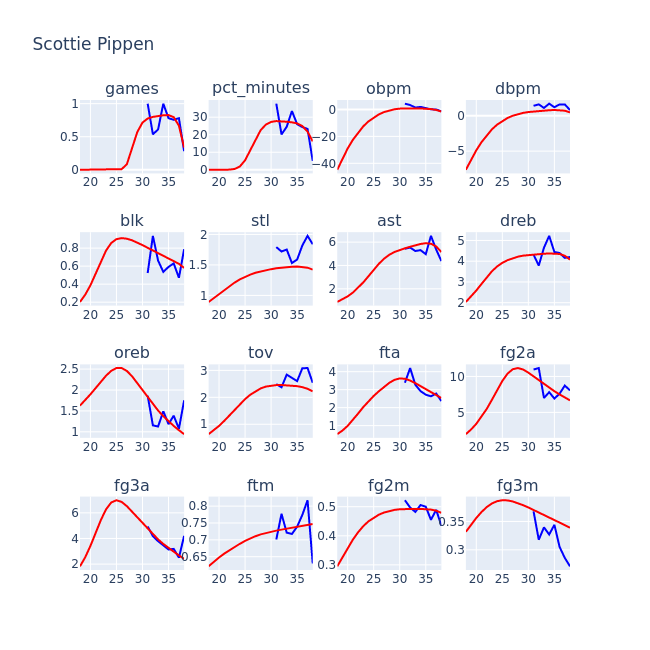 Scottie Pippen
games pct_minutes obpm dbpm
1 0.5 0 30 20 10 0 0 −20 −40 0 −5
20 25 30 35 20 25 30 35 20 25 30 35 20 25 30 35
blk stl ast dreb
0.8 0.6 0.4 0.2 2 1.5 1 6 4 2 5 4 3 2
20 25 30 35 20 25 30 35 20 25 30 35 20 25 30 35
oreb tov fta fg2a
2.5 2 1.5 1 3 2 1 4 3 2 1 10 5
20 25 30 35 20 25 30 35 20 25 30 35 20 25 30 35
fg3a ftm fg2m fg3m
6 4 2 0.8 0.75 0.7 0.65 0.5 0.4 0.3 0.35 0.3
20 25 30 35 20 25 30 35 20 25 30 35 20 25 30 35